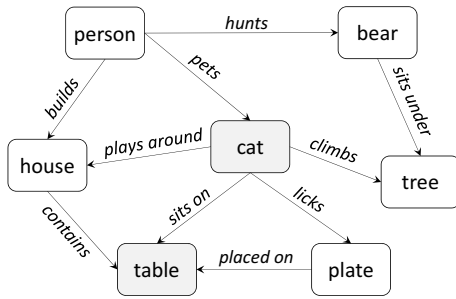 person
hunts
bear
pets
builds
sits under
plays around
cat
climbs
house
tree
sits on
licks
contains
table
placed on
plate